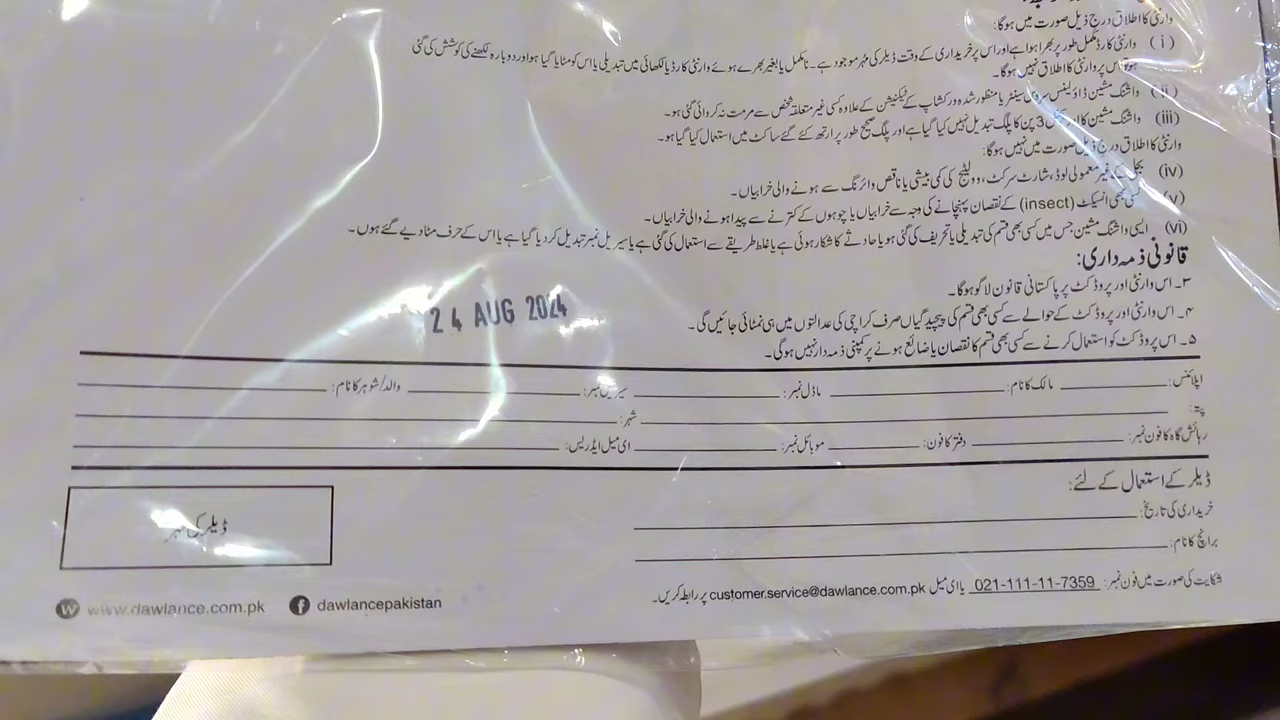 وارنٹی کا اطلاق درج ذیل صورت میں ہوگا:
(i) وارنٹی کارڈ مکمل طور پر بھرا ہوا ہے اور اس پر خریداری کے وقت ڈیلر کی مہر موجود ہے۔ نامکمل یا بغیر بھرے ہوئے وارنٹی کارڈ یا لکھائی میں تبدیلی یا اس کو مٹایا گیا ہو اور دوبارہ لکھنے کی کوشش کی گئی
ہو اس پر وارنٹی کا اطلاق نہیں ہوگا۔
(ii) واشنگ مشین ڈاؤلینس سروس سینٹر یا منظور شدہ ورکشاپ کے ٹیکنیشن کے علاوہ کسی غیر متعلقہ شخص سے مرمت نہ کروائی گئی ہو۔
(iii) واشنگ مشین کا 3 پن کا پلگ تبدیل نہیں کیا گیا ہے اور پلگ صحیح طور پر ارتھ کئے گئے ساکٹ میں استعمال کیا گیا ہو۔
وارنٹی کا اطلاق درج ذیل صورت میں نہیں ہوگا:
(iv) بجلی کے غیر معمولی لوڈ، شارٹ سرکٹ، وولٹیج کی کمی بیشی یا ناقص وائرنگ سے ہونے والی خرابیاں۔
(v) کسی بھی انسیکٹ (insect) کے نقصان پہنچانے کی وجہ سے خرابیاں یا چوہوں کے کترنے سے پیدا ہونے والی خرابیاں۔
(vi) ایسی واشنگ مشین جس میں کسی بھی قسم کی تبدیلی یا تحریف کی گئی ہو یا حادثے کا شکار ہوئی ہے یا غلط طریقے سے استعمال کی گئی ہے یا سیریل نمبر تبدیل کر دیا گیا ہے یا اس کے حرف مٹا دیے گئے ہوں۔
قانونی ذمہ داری:
۳۔ اس وارنٹی اور پروڈکٹ پر پاکستانی قانون لاگو ہوگا۔
۴۔ اس وارنٹی اور پروڈکٹ کے حوالے سے کسی بھی قسم کی پیچیدگیاں صرف کراچی کی عدالتوں میں ہی نمٹائی جائیں گی۔
24 AUG 2024
۵۔ اس پروڈکٹ کو استعمال کرنے سے کسی بھی قسم کا نقصان یا ضائع ہونے پر کمپنی ذمہ دار نہیں ہوگی۔
اپلائنس: مالک کا نام: ماڈل نمبر: سیریل نمبر: والد/شوہر کا نام:
پتہ: شہر:
رہائش گاہ کا فون نمبر: دفتر کا فون: موبائل نمبر: ای میل ایڈریس:
ڈیلر کے استعمال کے لئے:
خریداری کی تاریخ:
ڈیلر کی مہر
برانچ کا نام:
شکایت کی صورت میں فون نمبر: 021-111-11-7359 یا ای میل customer.service@dawlance.com.pk پر رابطہ کریں۔
www.dawlance.com.pk dawlancepakistan